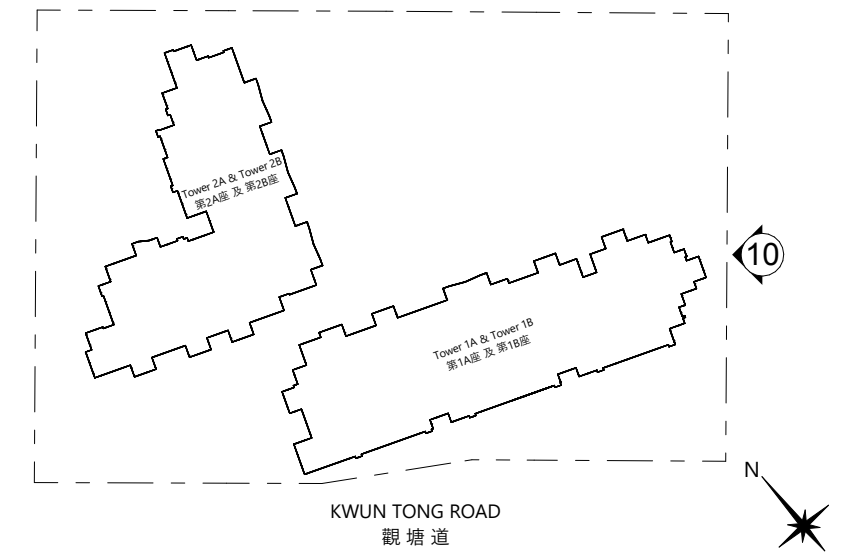 Tower 2A & Tower 2B
第2A座 及 第2B座
10
Tower 1A & Tower 1B
第1A座 及 第1B座
N
KWUN TONG ROAD
觀塘道